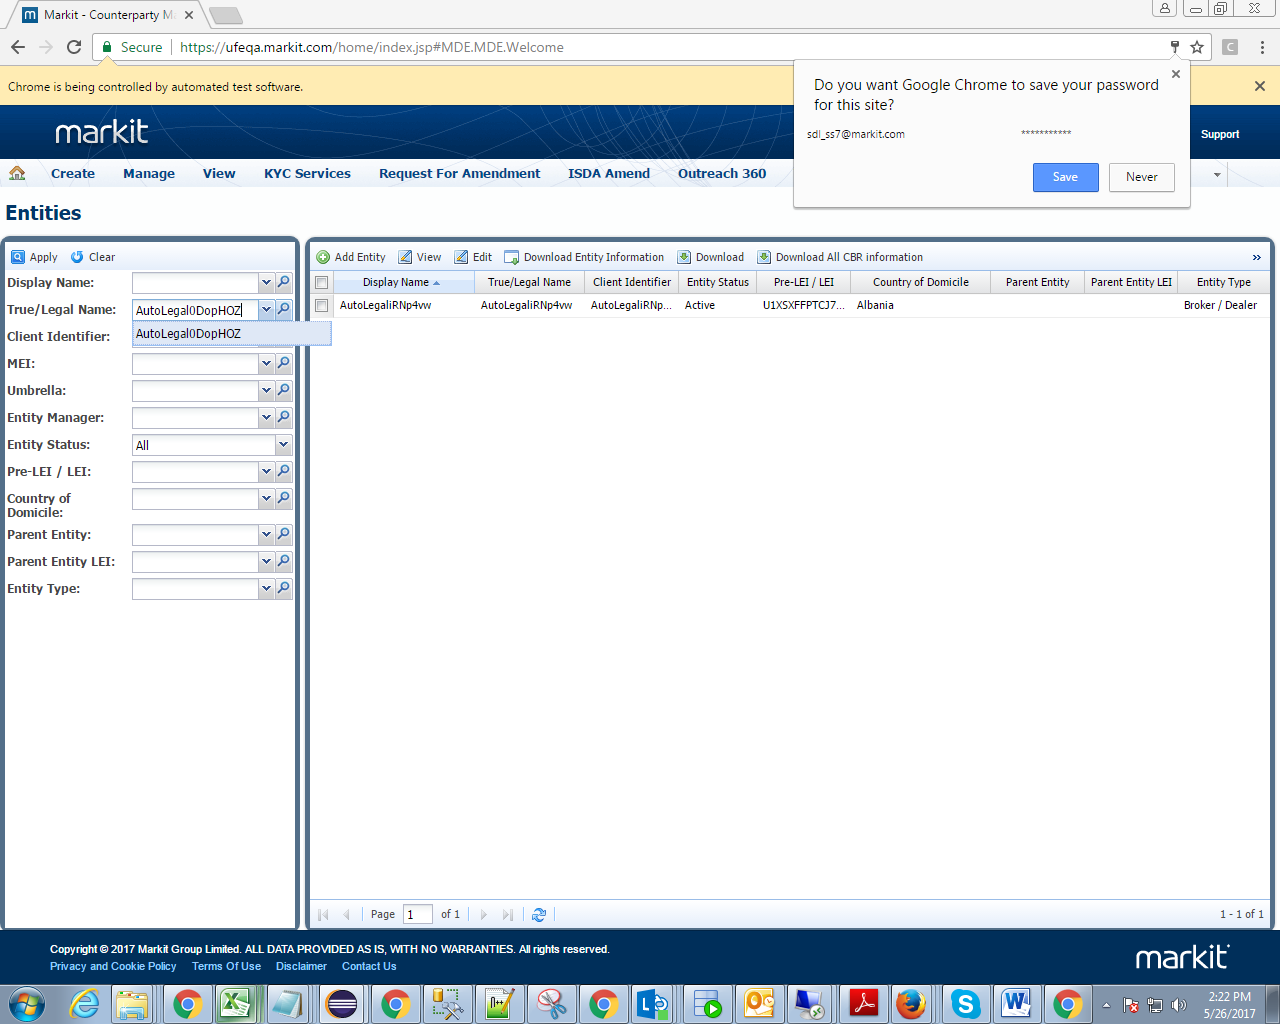 Markit - Counterparty M
Secure
https://ufeqa.markit.com/home/index.jsp#MDE.MDE.Welcome
C
Chrome is being controlled by automated test software.
Do you want Google Chrome to save your password
for this site?
sdl_ss7@markit.com ***********
Save Never
markit
Support
Create Manage View KYC Services Request For Amendment ISDA Amend Outreach 360
Entities
Apply Clear
Display Name:
True/Legal Name: AutoLegal0DopHOZ
AutoLegal0DopHOZ
Client Identifier:
MEI:
Umbrella:
Entity Manager:
Entity Status: All
Pre-LEI / LEI:
Country of
Domicile:
Parent Entity:
Parent Entity LEI:
Entity Type:
Add Entity View Edit Download Entity Information Download Download All CBR information »
Display Name True/Legal Name Client Identifier Entity Status Pre-LEI / LEI Country of Domicile Parent Entity Parent Entity LEI Entity Type
AutoLegaliRNp4vw AutoLegaliRNp4vw AutoLegaliRNp... Active U1XSXFFPTCJ7... Albania Broker / Dealer
Page 1 of 1
1 - 1 of 1
Copyright © 2017 Markit Group Limited. ALL DATA PROVIDED AS IS, WITH NO WARRANTIES. All rights reserved.
Privacy and Cookie Policy Terms Of Use Disclaimer Contact Us
markit
2:22 PM
5/26/2017